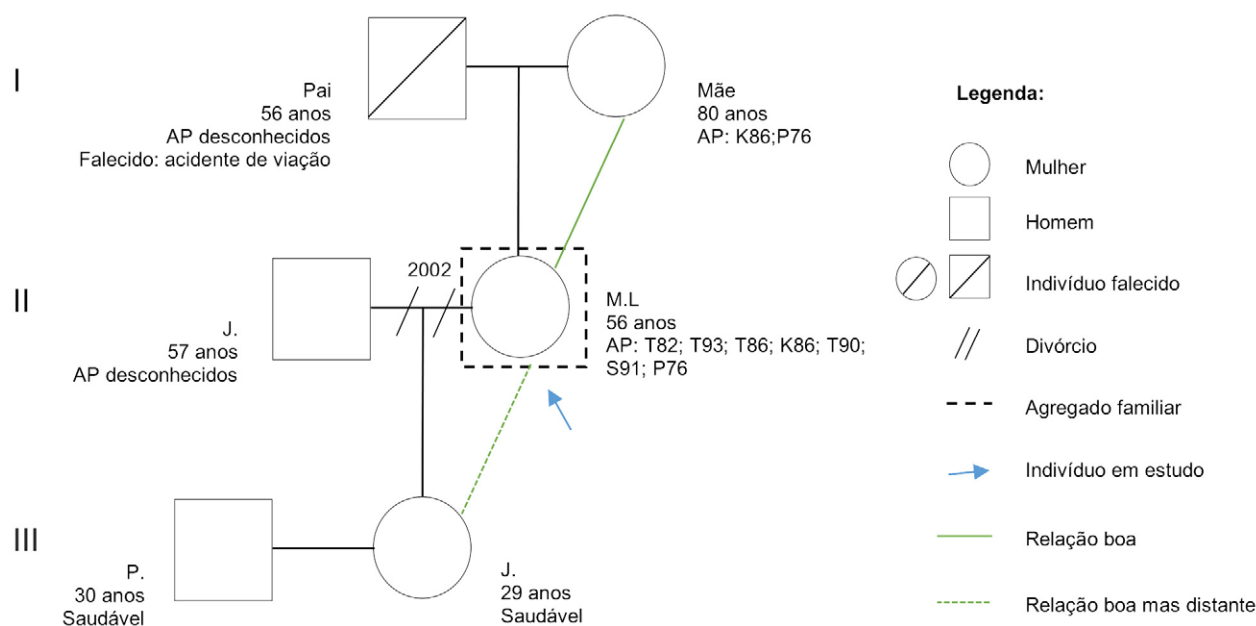 I
Pai
56 anos
AP desconhecidos
Falecido: acidente de viação
Mãe
80 anos
AP: K86;P76
II
2002
J.
57 anos
AP desconhecidos
M.L
56 anos
AP: T82; T93; T86; K86; T90;
S91; P76
III
P.
30 anos
Saudável
J.
29 anos
Saudável
Legenda:
Mulher
Homem
Indivíduo falecido
Divórcio
Agregado familiar
Indivíduo em estudo
Relação boa
Relação boa mas distante